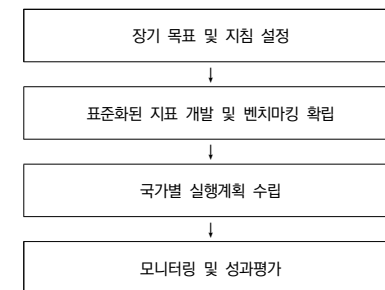 장기 목표 및 지침 설정
↓
표준화된 지표 개발 및 벤치마킹 확립
↓
국가별 실행계획 수립
↓
모니터링 및 성과평가